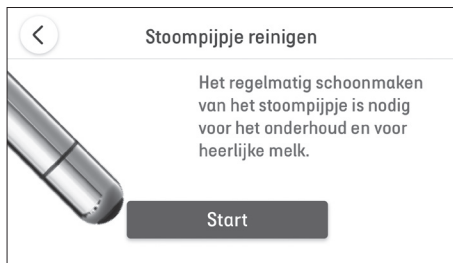 Stoompijpje reinigen
Het regelmatig schoonmaken
van het stoompijpje is nodig
voor het onderhoud en voor
heerlijke melk.
Start